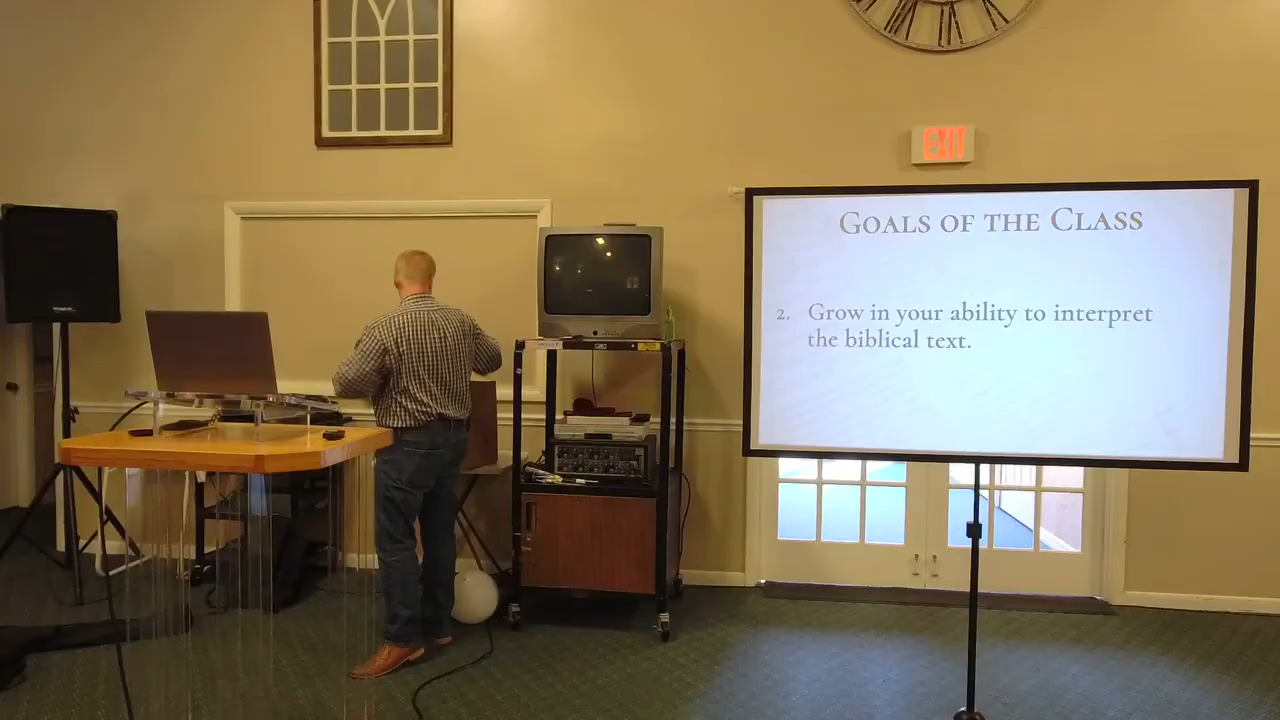 EXIT
Goals of the Class
2. Grow in your ability to interpret
the biblical text.